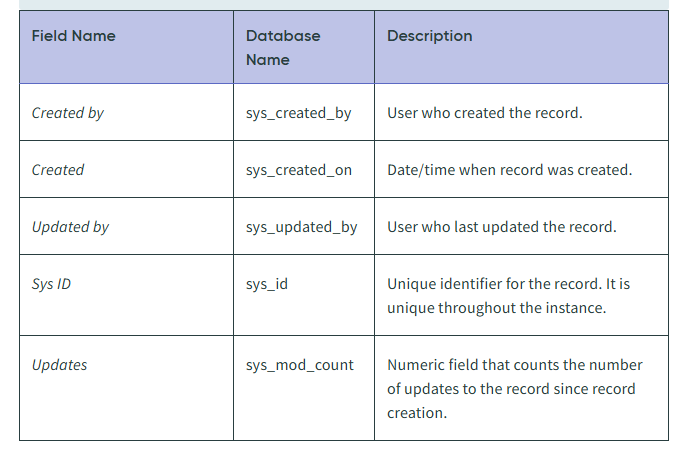 Field Name
Database
Name
Description
Created by
sys_created_by
User who created the record.
Created
sys_created_on
Date/time when record was created.
Updated by
sys_updated_by
User who last updated the record.
Sys ID
sys_id
Unique identifier for the record. It is
unique throughout the instance.
Updates
sys_mod_count
Numeric field that counts the number
of updates to the record since record
creation.